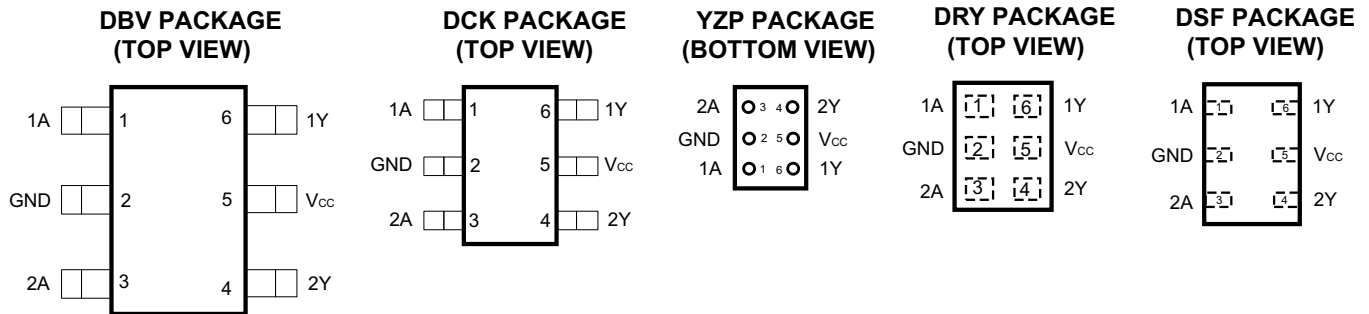 DBV PACKAGE
(TOP VIEW)
1A 1 6 1Y
GND 2 5 Vcc
2A 3 4 2Y
DCK PACKAGE
(TOP VIEW)
1A 1 6 1Y
GND 2 5 Vcc
2A 3 4 2Y
YZP PACKAGE
(BOTTOM VIEW)
2A 3 4 2Y
GND 2 5 Vcc
1A 1 6 1Y
DRY PACKAGE
(TOP VIEW)
1A 1 6 1Y
GND 2 5 Vcc
2A 3 4 2Y
DSF PACKAGE
(TOP VIEW)
1A 1 6 1Y
GND 2 5 Vcc
2A 3 4 2Y